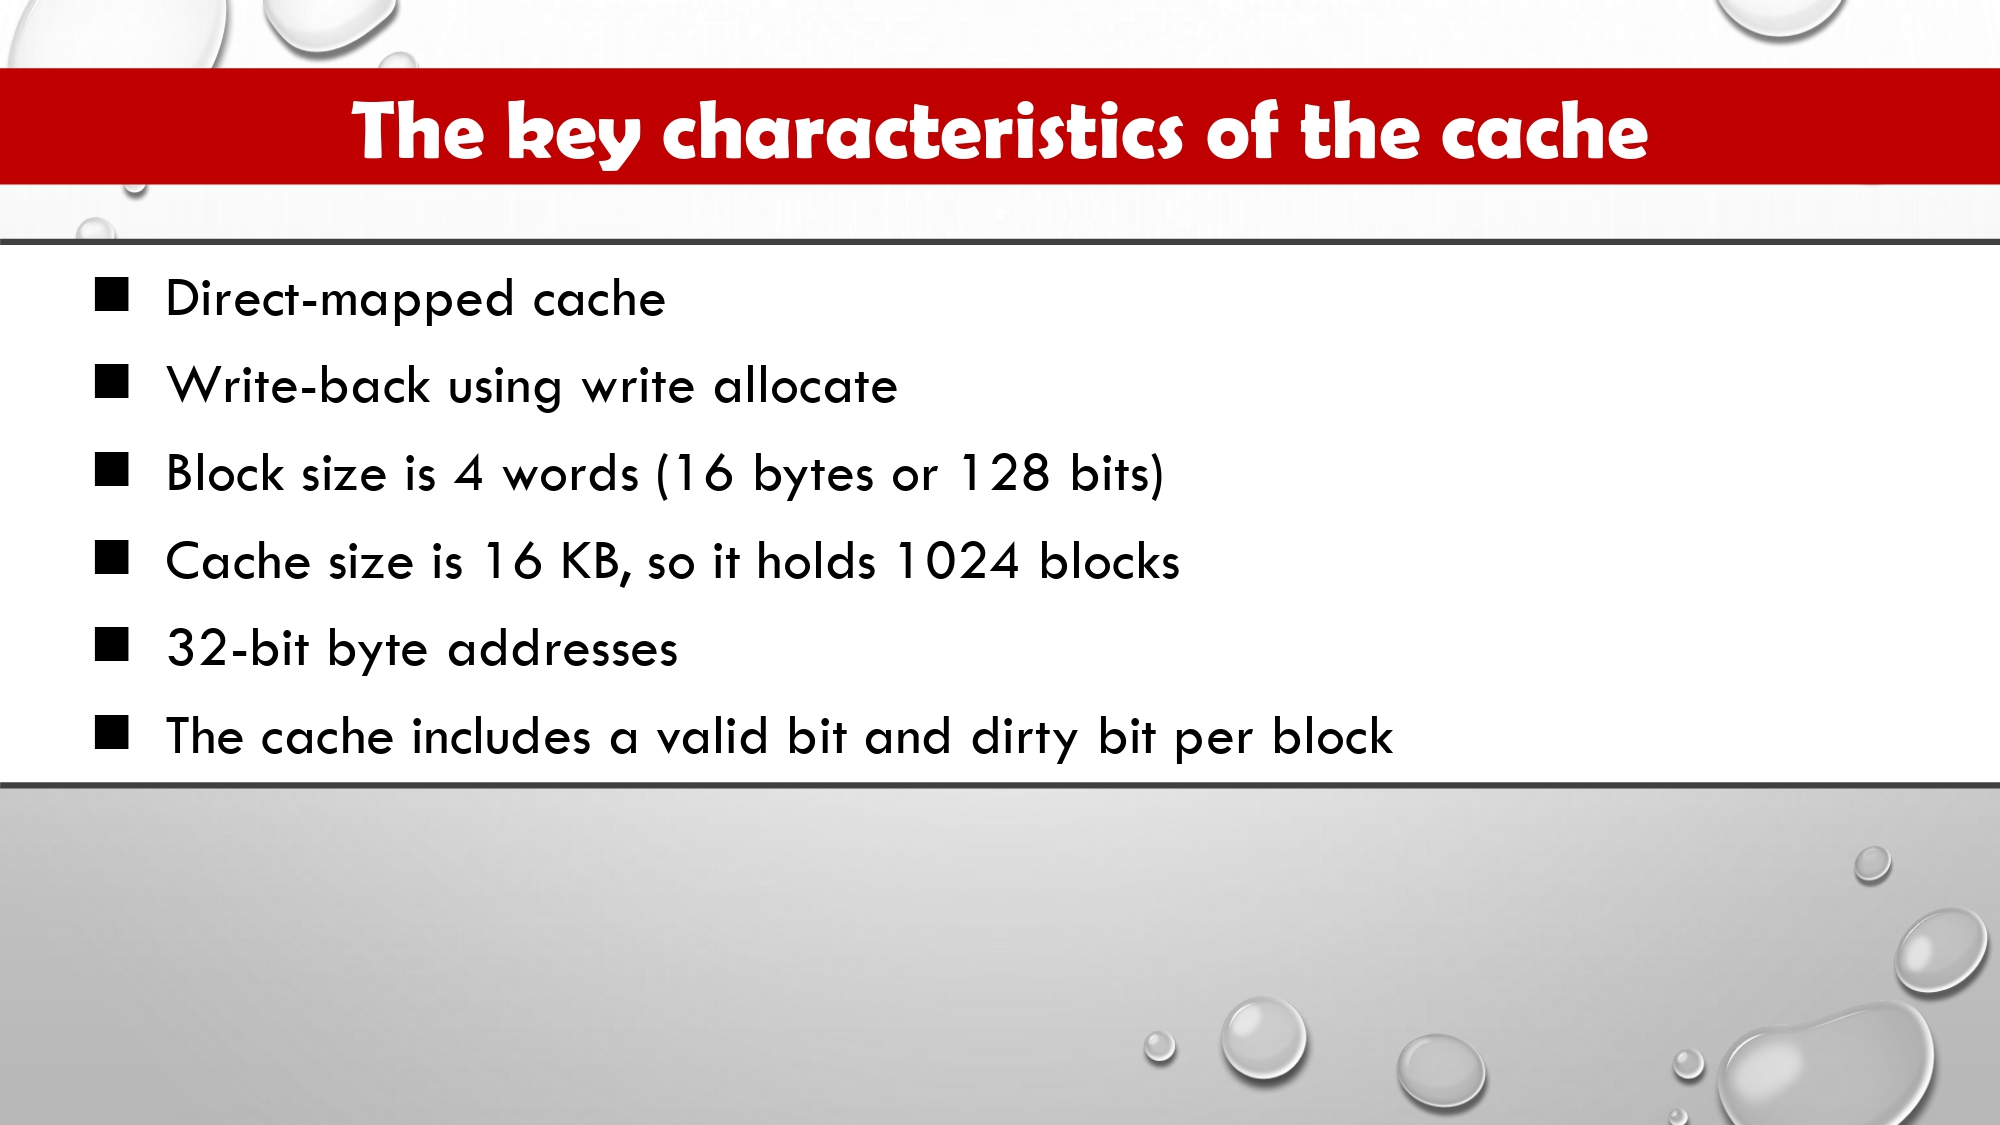 The key characteristics of the cache
■ Direct-mapped cache
■ Write-back using write allocate
■ Block size is 4 words (16 bytes or 128 bits)
■ Cache size is 16 KB, so it holds 1024 blocks
■ 32-bit byte addresses
■ The cache includes a valid bit and dirty bit per block